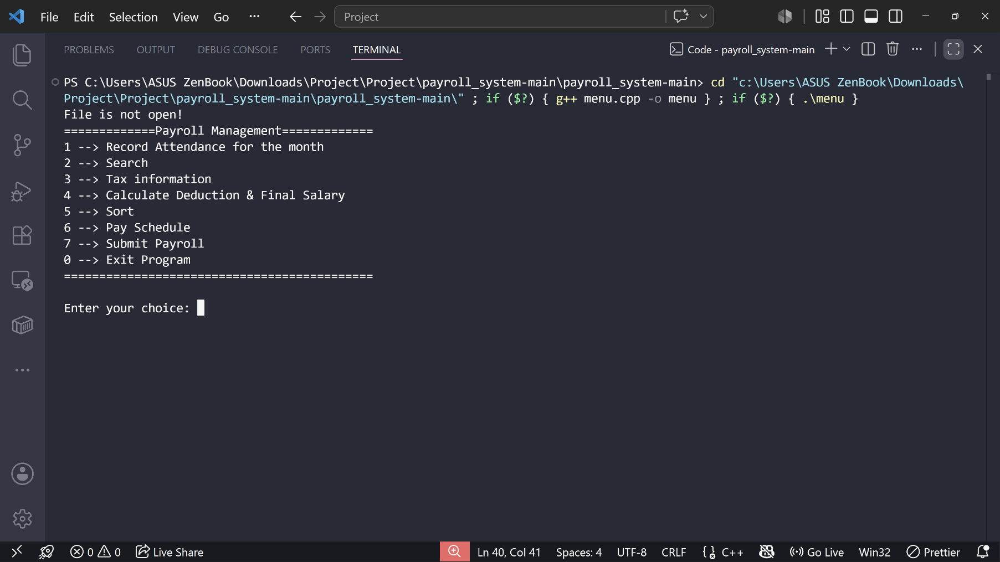 File Edit Selection View Go ··· Project
PROBLEMS OUTPUT DEBUG CONSOLE PORTS TERMINAL Code - payroll_system-main
PS C:\Users\ASUS ZenBook\Downloads\Project\Project\payroll_system-main\payroll_system-main> cd "c:\Users\ASUS ZenBook\Downloads\
Project\Project\payroll_system-main\payroll_system-main\" ; if ($?) { g++ menu.cpp -o menu } ; if ($?) { .\menu }
File is not open!
=============Payroll Management=============
1 --> Record Attendance for the month
2 --> Search
3 --> Tax information
4 --> Calculate Deduction & Final Salary
5 --> Sort
6 --> Pay Schedule
7 --> Submit Payroll
0 --> Exit Program
============================================
Enter your choice:
0 0 Live Share Ln 40, Col 41 Spaces: 4 UTF-8 CRLF C++ Go Live Win32 Prettier